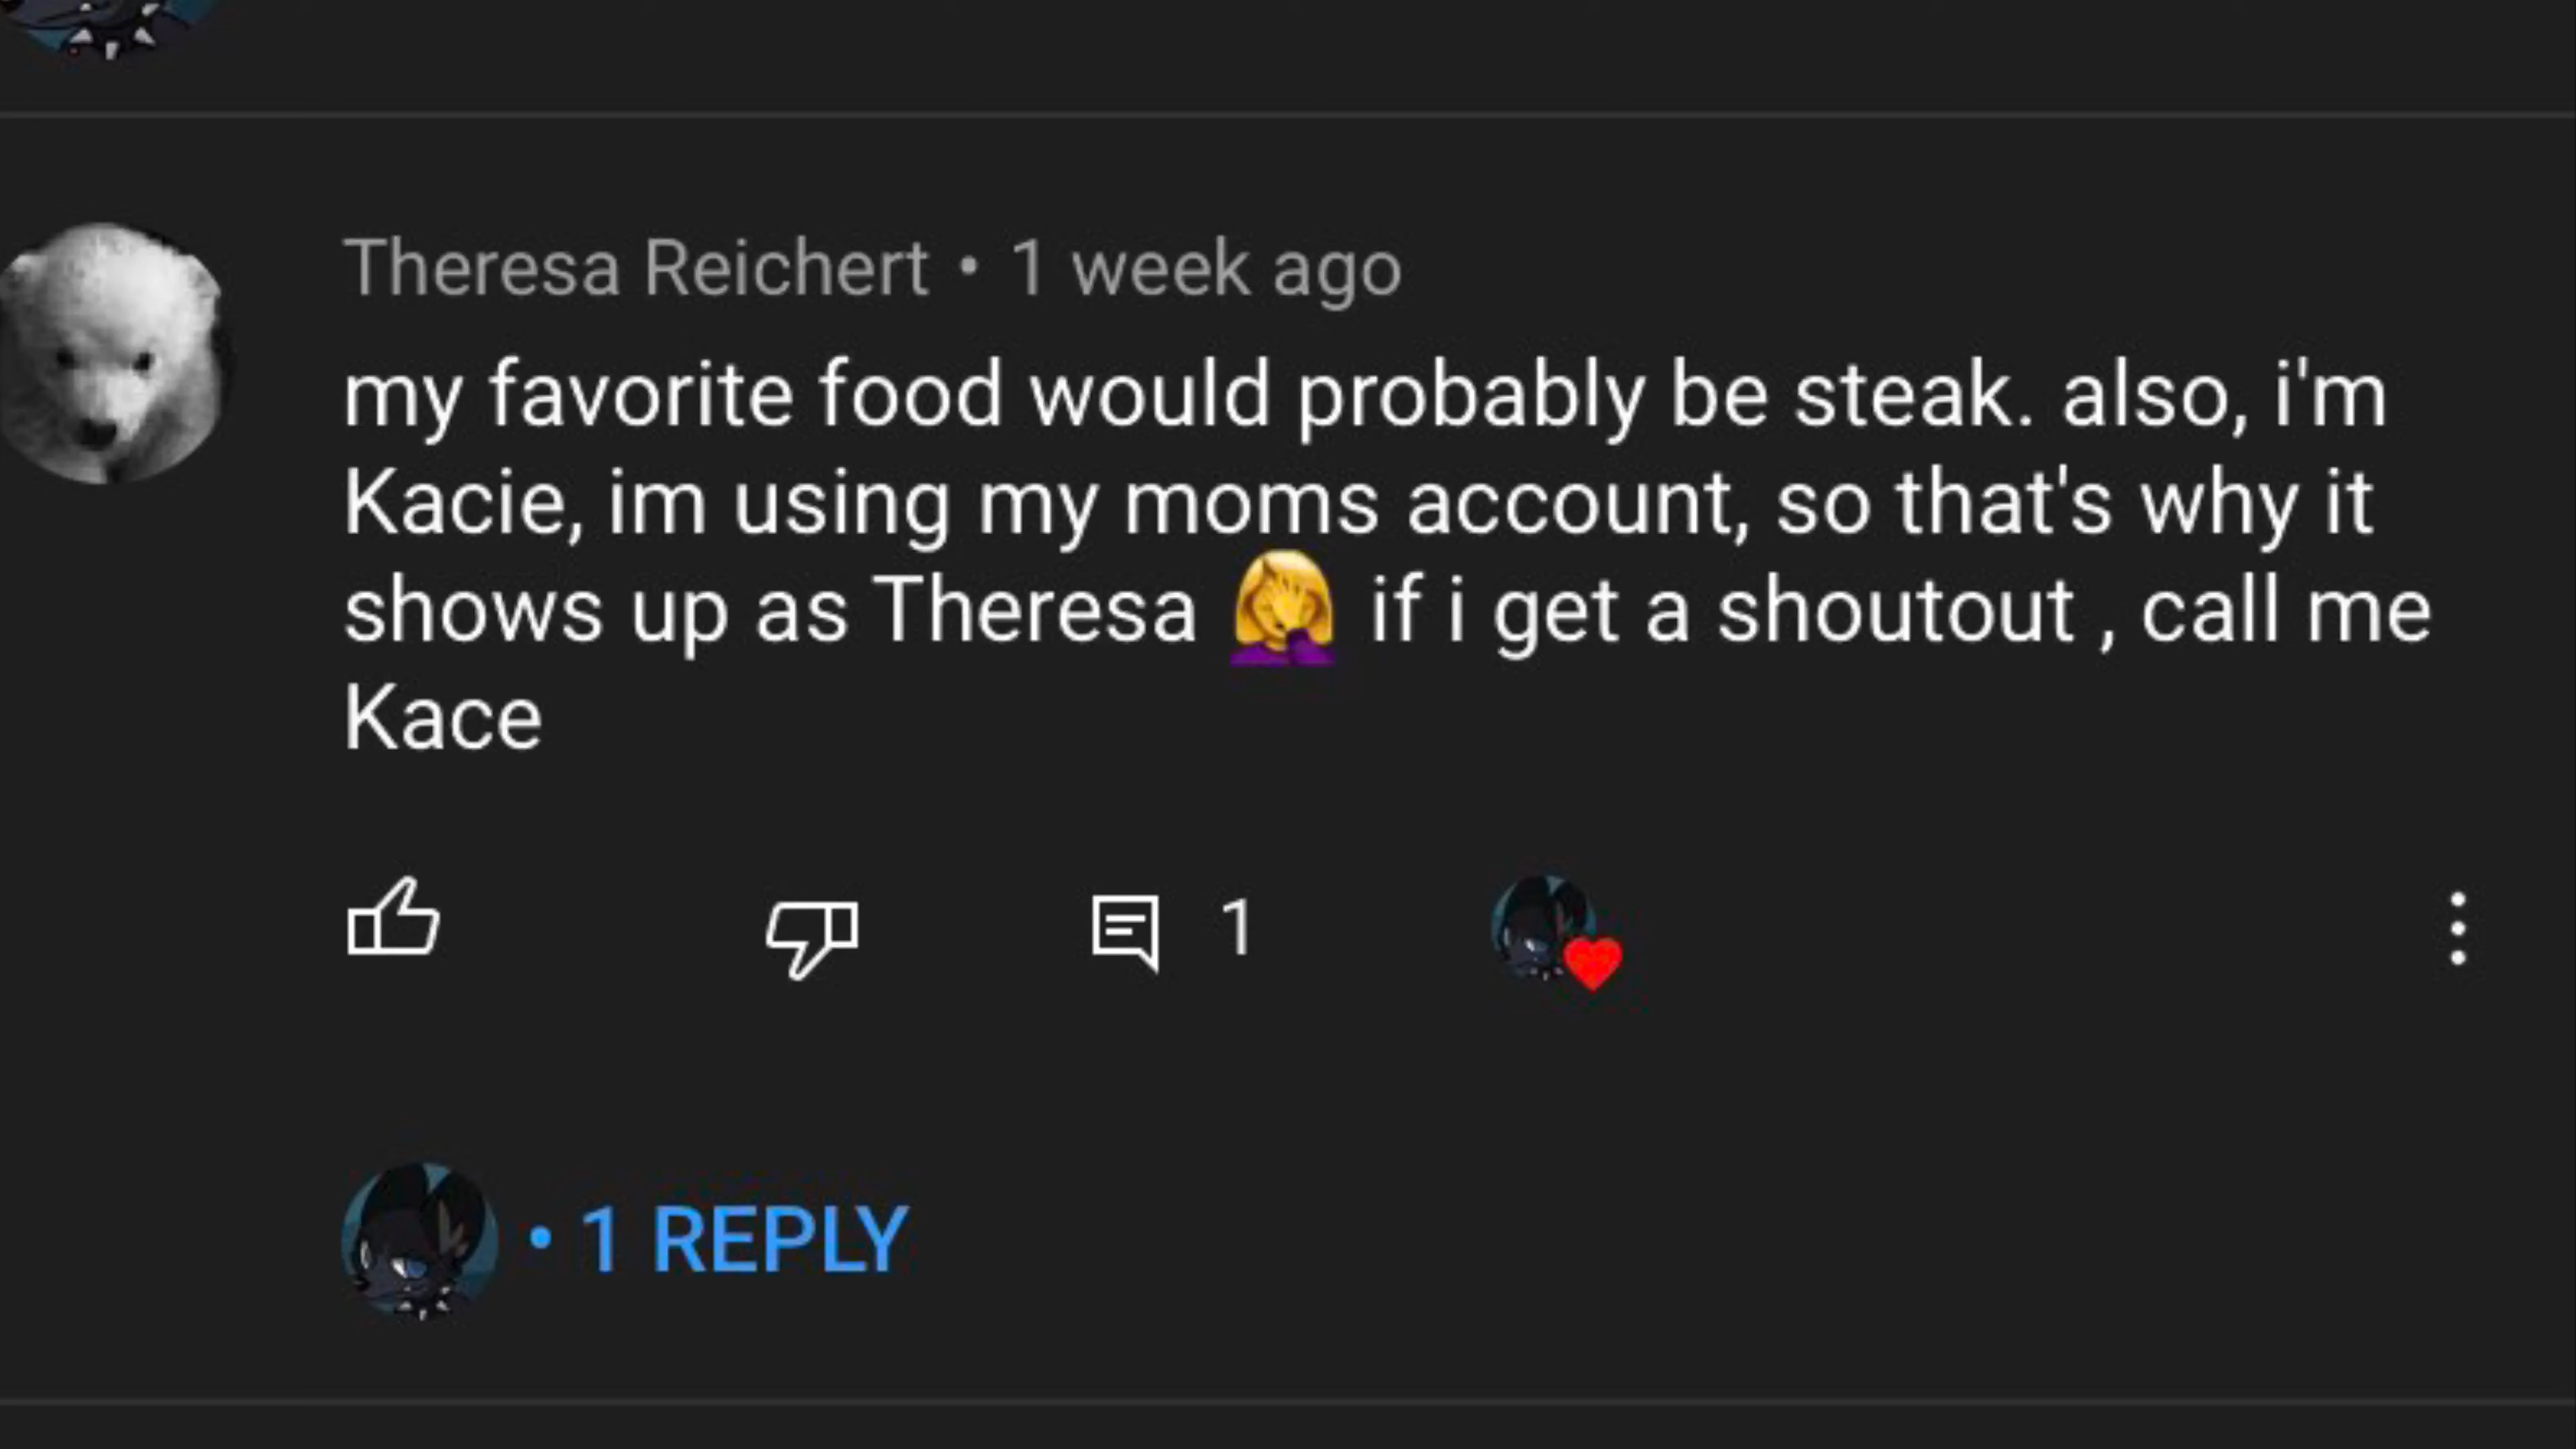 Theresa Reichert • 1 week ago
my favorite food would probably be steak. also, i'm
Kacie, im using my moms account, so that's why it
shows up as Theresa 🤦‍♀️ if i get a shoutout , call me
Kace
1
• 1 REPLY